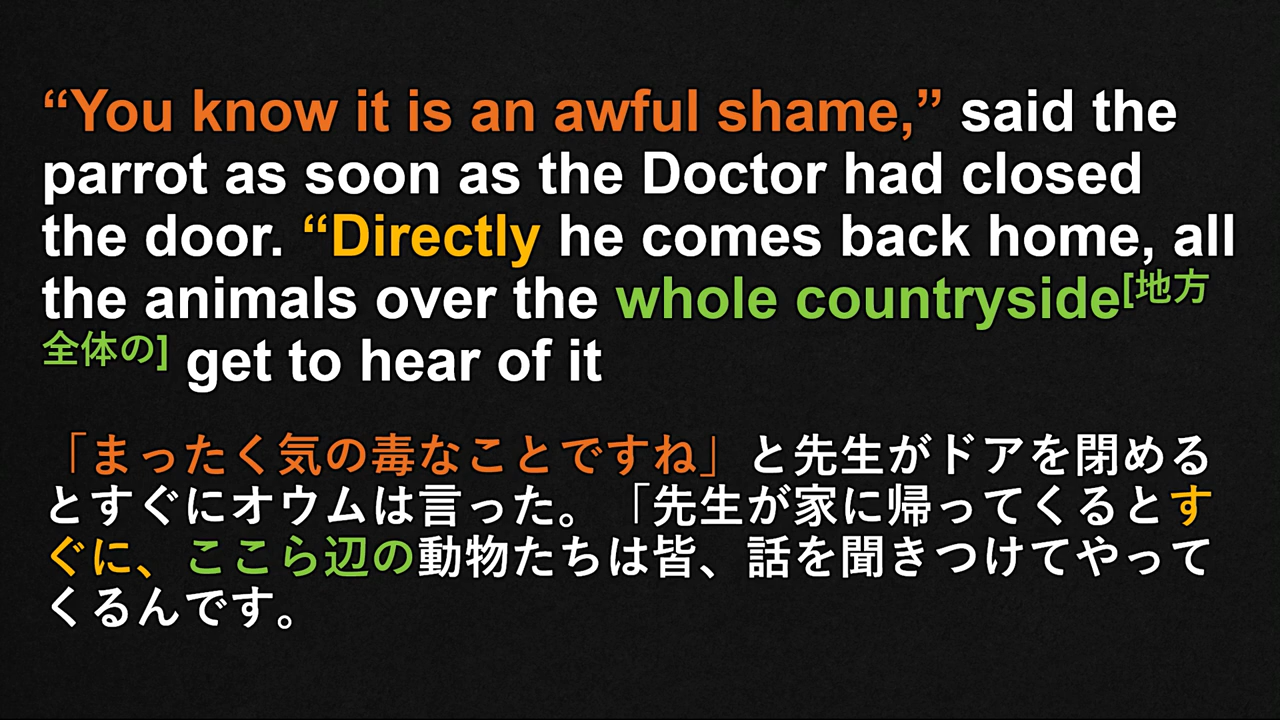 “You know it is an awful shame,” said the
parrot as soon as the Doctor had closed
the door. “Directly he comes back home, all
the animals over the whole countryside[地方
全体の] get to hear of it
「まったく気の毒なことですね」と先生がドアを閉める
とすぐにオウムは言った。「先生が家に帰ってくるとす
ぐに、ここら辺の動物たちは皆、話を聞きつけてやって
くるんです。